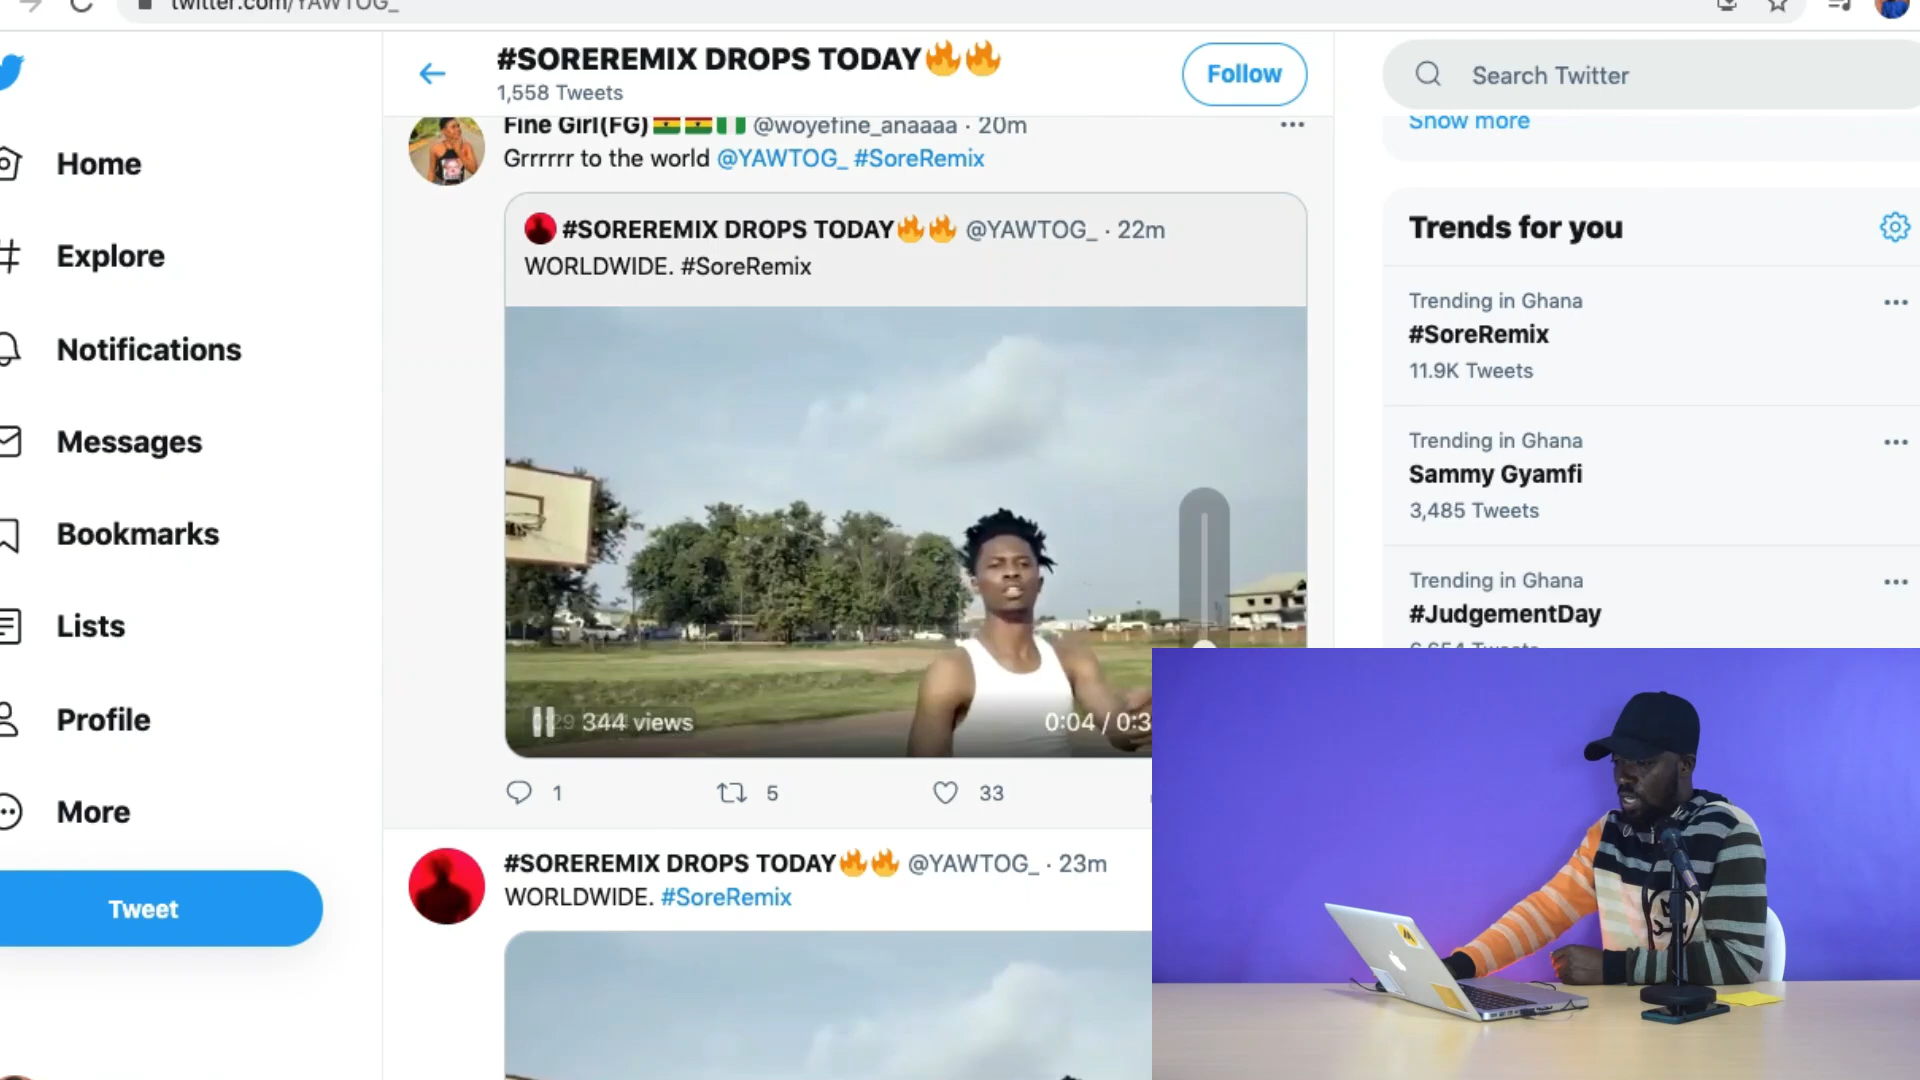 twitter.com/YAWTOG_
Home
Explore
Notifications
Messages
Bookmarks
Lists
Profile
More
Tweet
#SOREREMIX DROPS TODAY🔥🔥
1,558 Tweets
Follow
Fine Girl(FG) 🇬🇭🇬🇭🇳🇬 @woyefine_anaaaa · 20m
Grrrrrr to the world @YAWTOG_ #SoreRemix
#SOREREMIX DROPS TODAY🔥🔥 @YAWTOG_ · 22m
WORLDWIDE. #SoreRemix
0:29 344 views
0:04 / 0:3
1 5 33
#SOREREMIX DROPS TODAY🔥🔥 @YAWTOG_ · 23m
WORLDWIDE. #SoreRemix
Search Twitter
Show more
Trends for you
Trending in Ghana
#SoreRemix
11.9K Tweets
Trending in Ghana
Sammy Gyamfi
3,485 Tweets
Trending in Ghana
#JudgementDay